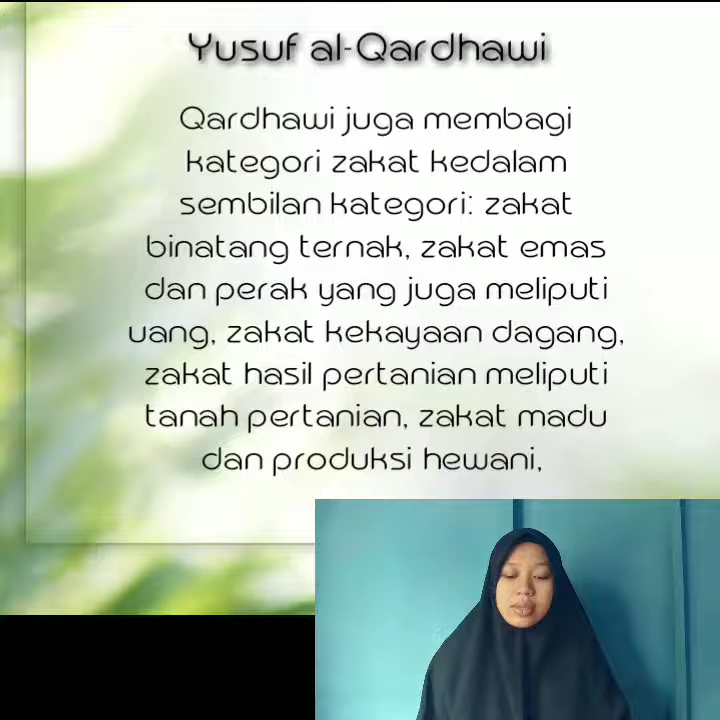 Yusuf al-Qardhawi
Qardhawi juga membagi
kategori zakat kedalam
sembilan kategori: zakat
binatang ternak, zakat emas
dan perak yang juga meliputi
uang, zakat kekayaan dagang,
zakat hasil pertanian meliputi
tanah pertanian, zakat madu
dan produksi hewani,